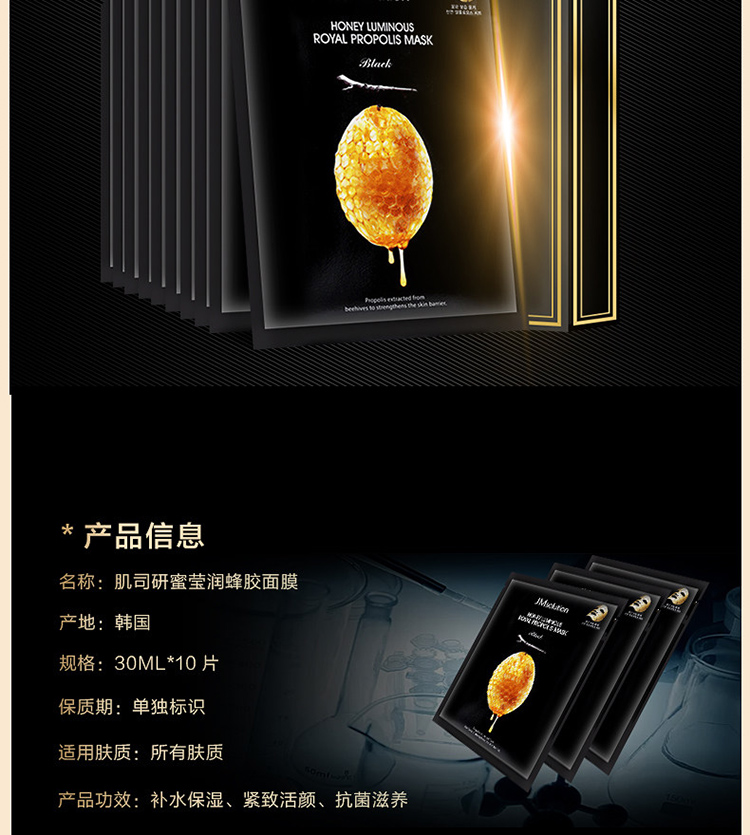 HONEY LUMINOUS
ROYAL PROPOLIS MASK
Black
Propolis extracted from
beehives to strengthens the skin barrier.
* 产品信息
名称：肌司研蜜莹润蜂胶面膜
产地：韩国
规格：30ML*10 片
保质期：单独标识
适用肤质：所有肤质
产品功效：补水保湿、紧致活颜、抗菌滋养
JMsolution
HONEY LUMINOUS
ROYAL PROPOLIS MASK
Black